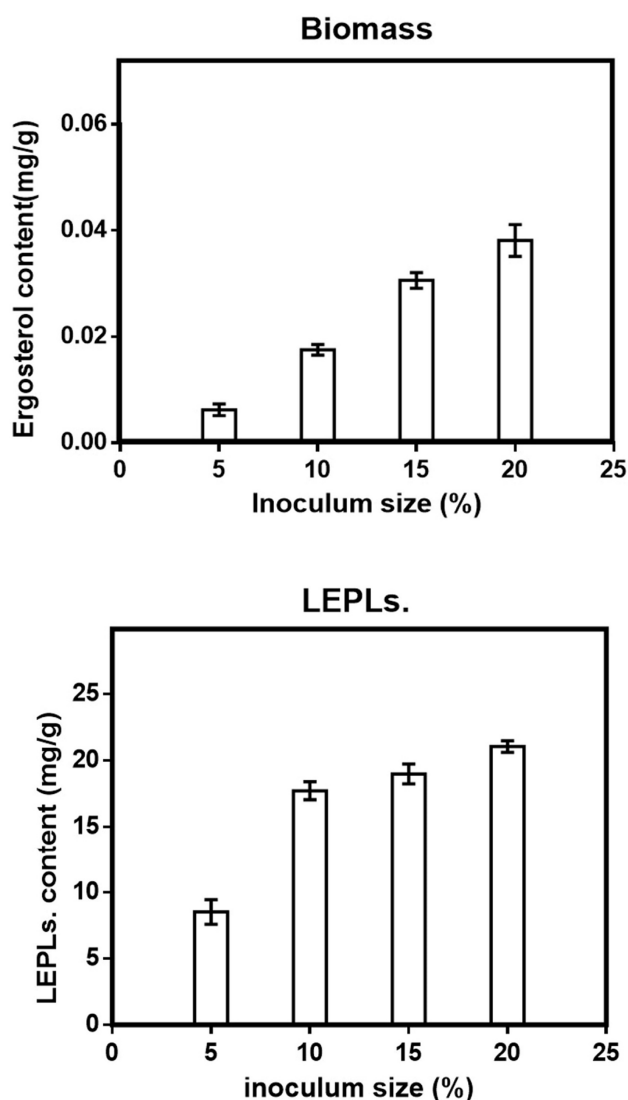 Biomass
Ergosterol content(mg/g)
0.06
0.04
0.02
0.00
0 5 10 15 20 25
Inoculum size (%)
LEPLs.
LEPLs. content (mg/g)
25
20
15
10
5
0
0 5 10 15 20 25
inoculum size (%)